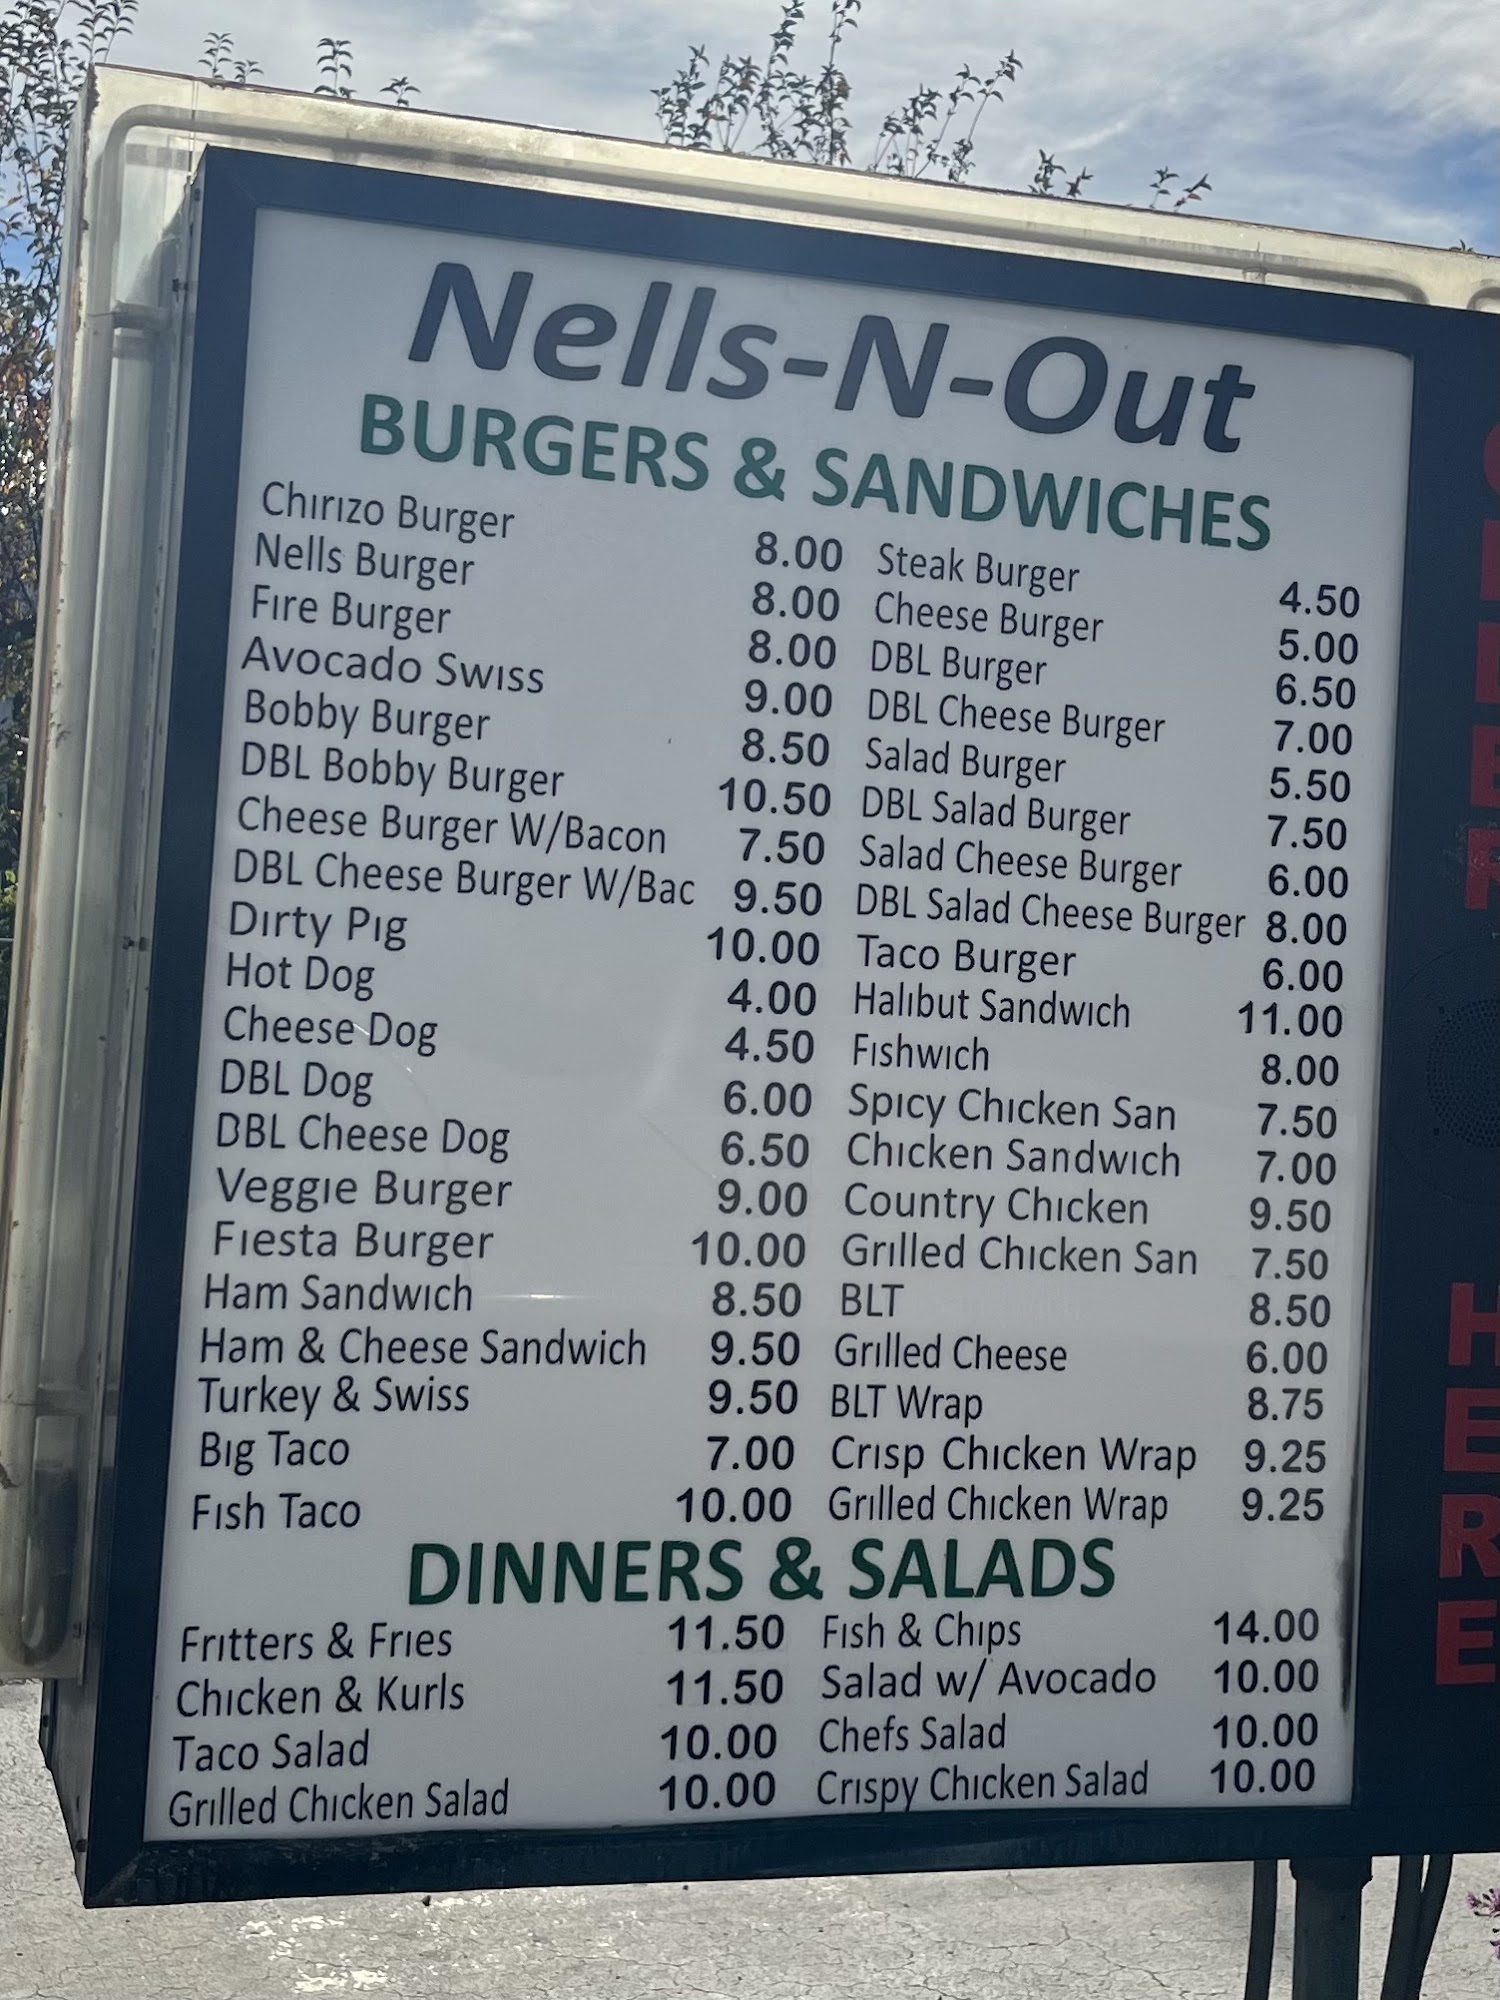 Nells-N-Out
BURGERS & SANDWICHES
Chirizo Burger 8.00
Nells Burger 8.00
Fire Burger 8.00
Avocado Swiss 9.00
Bobby Burger 8.50
DBL Bobby Burger 10.50
Cheese Burger W/Bacon 7.50
DBL Cheese Burger W/Bac 9.50
Dirty Pig 10.00
Hot Dog 4.00
Cheese Dog 4.50
DBL Dog 6.00
DBL Cheese Dog 6.50
Veggie Burger 9.00
Fiesta Burger 10.00
Ham Sandwich 8.50
Ham & Cheese Sandwich 9.50
Turkey & Swiss 9.50
Big Taco 7.00
Fish Taco 10.00
Steak Burger 4.50
Cheese Burger 5.00
DBL Burger 6.50
DBL Cheese Burger 7.00
Salad Burger 5.50
DBL Salad Burger 7.50
Salad Cheese Burger 6.00
DBL Salad Cheese Burger 8.00
Taco Burger 6.00
Halibut Sandwich 11.00
Fishwich 8.00
Spicy Chicken San 7.50
Chicken Sandwich 7.00
Country Chicken 9.50
Grilled Chicken San 7.50
BLT 8.50
Grilled Cheese 6.00
BLT Wrap 8.75
Crisp Chicken Wrap 9.25
Grilled Chicken Wrap 9.25
DINNERS & SALADS
Fritters & Fries 11.50
Chicken & Kurls 11.50
Taco Salad 10.00
Grilled Chicken Salad 10.00
Fish & Chips 14.00
Salad w/ Avocado 10.00
Chefs Salad 10.00
Crispy Chicken Salad 10.00
HERE